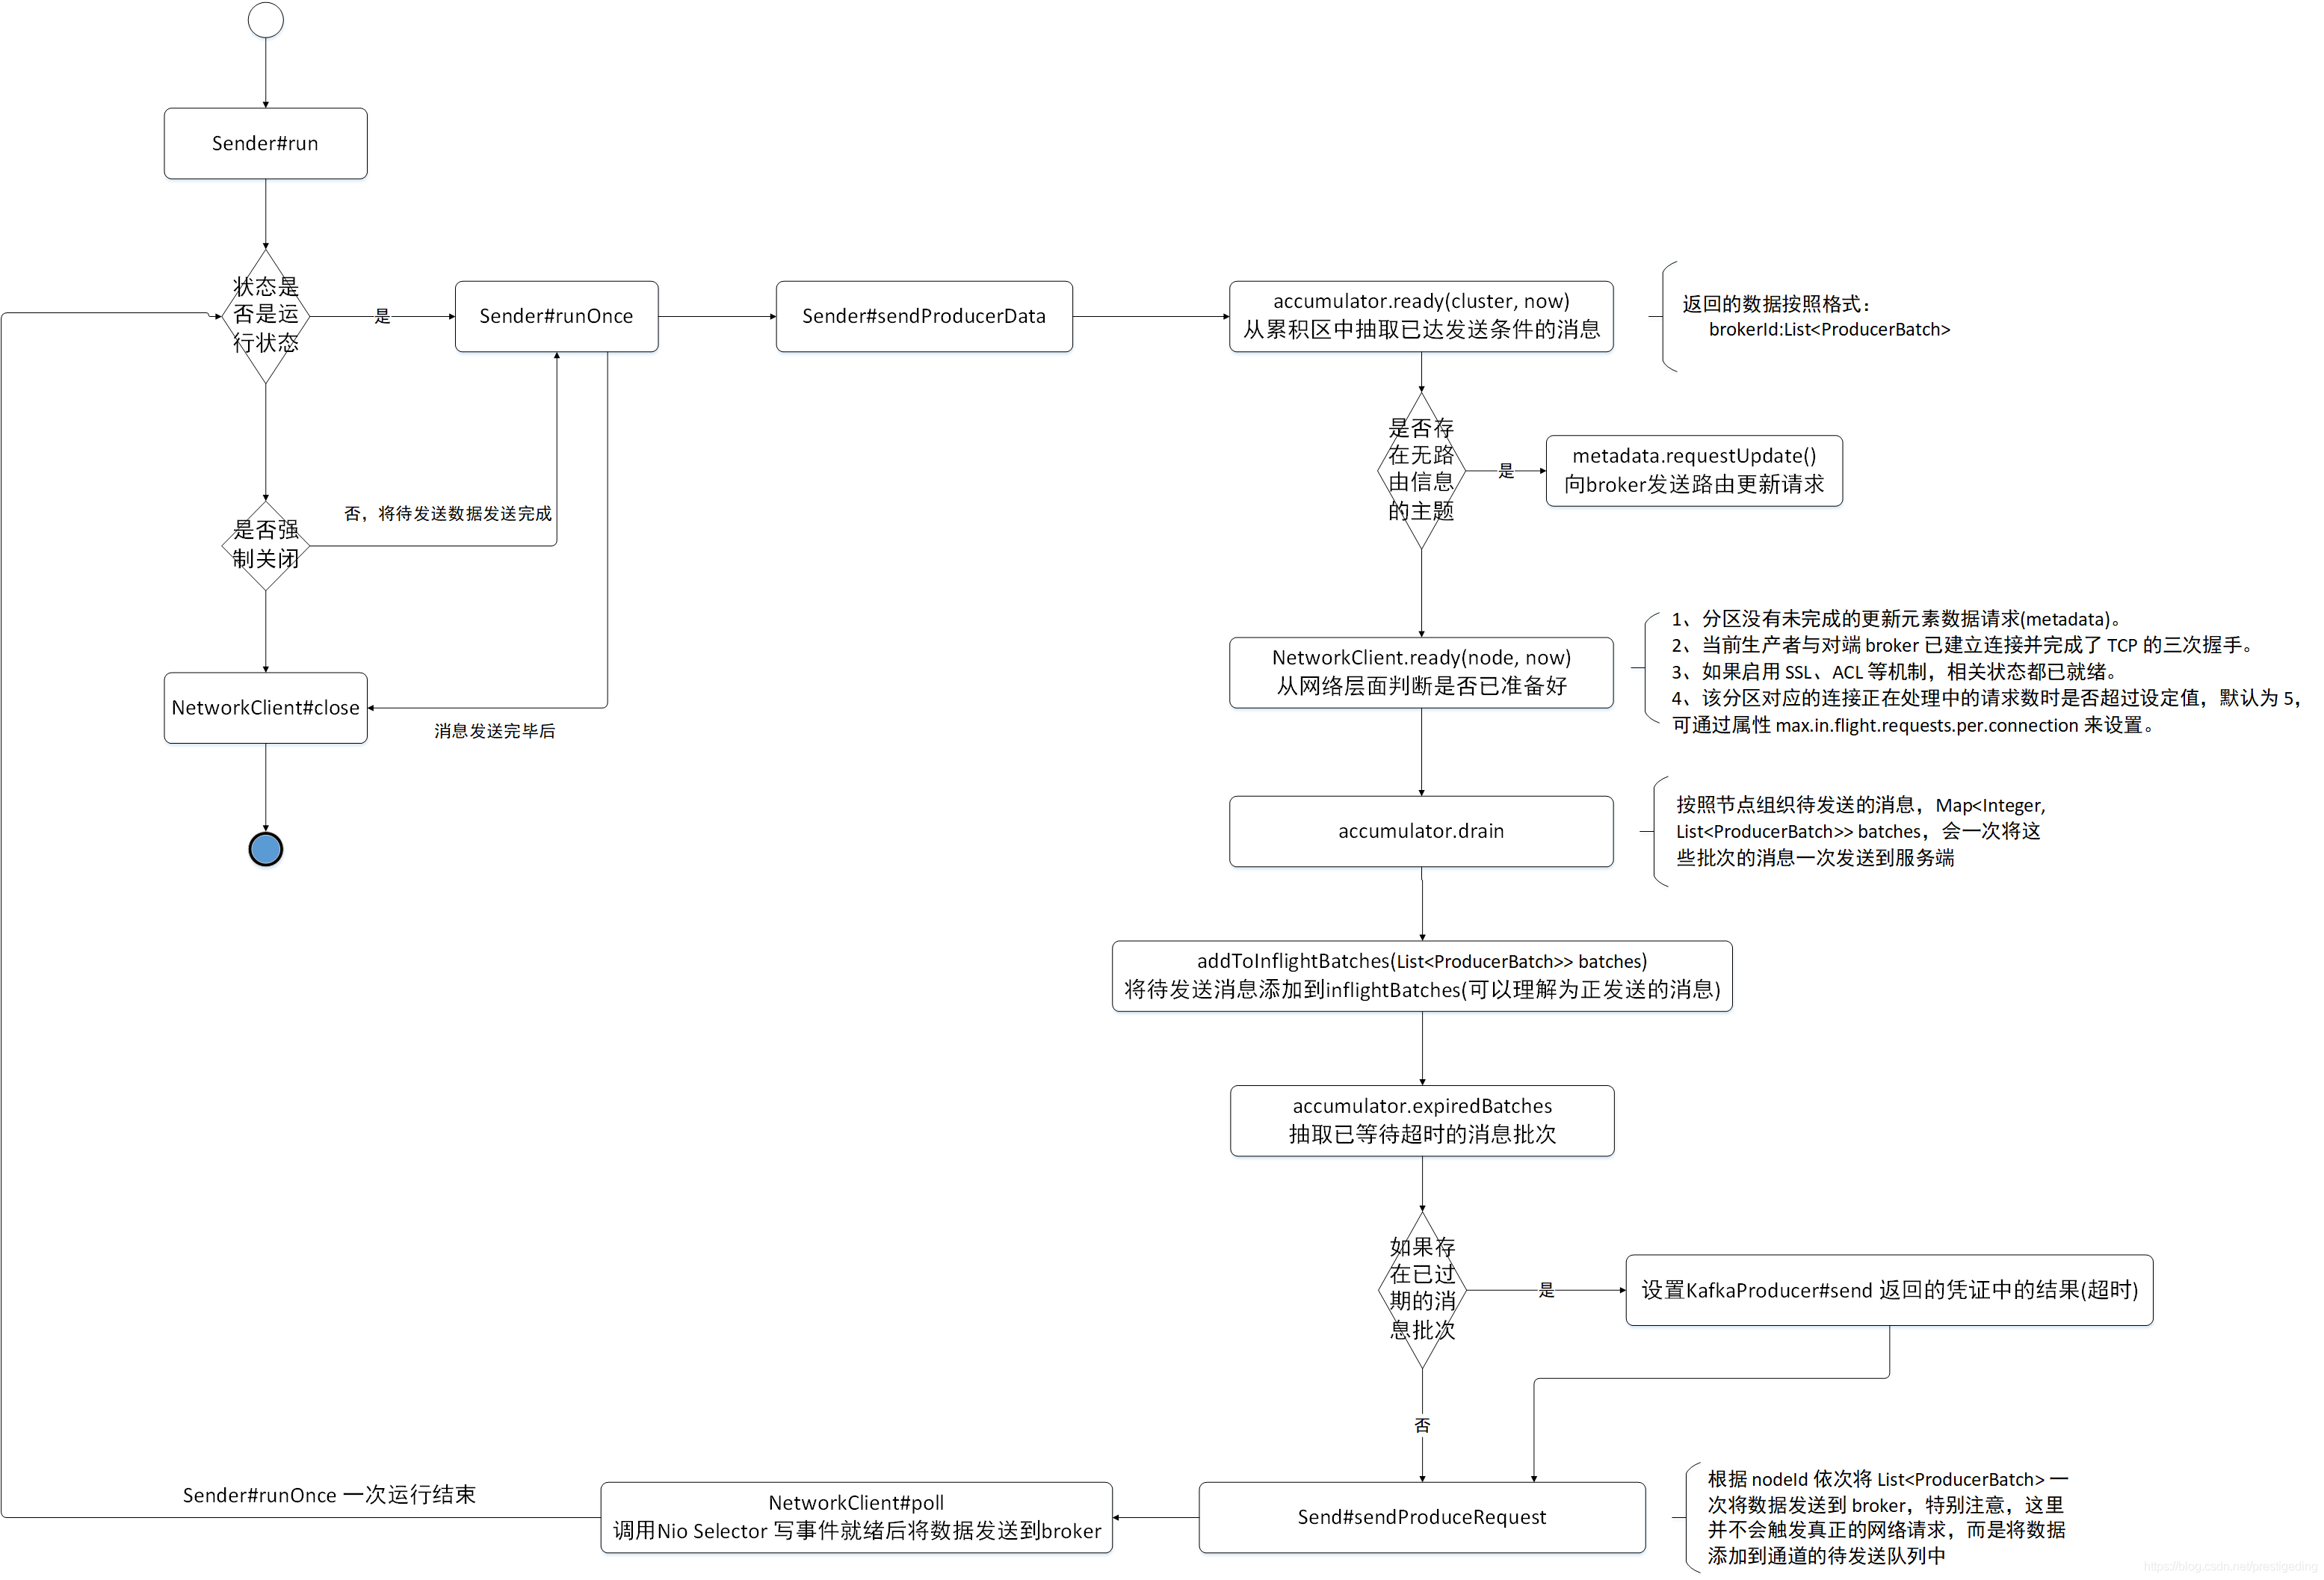 Sender#run
状态是
否是运
行状态
是
Sender#runOnce
Sender#sendProducerData
accumulator.ready(cluster, now)
从累积区中抽取已达发送条件的消息
返回的数据按照格式：
brokerId:List<ProducerBatch>
是否存
在无路
由信息
的主题
是
metadata.requestUpdate()
向broker发送路由更新请求
否，将待发送数据发送完成
是否强
制关闭
NetworkClient#close
消息发送完毕后
NetworkClient.ready(node, now)
从网络层面判断是否已准备好
1、分区没有未完成的更新元素数据请求(metadata)。
2、当前生产者与对端 broker 已建立连接并完成了 TCP 的三次握手。
3、如果启用 SSL、ACL 等机制，相关状态都已就绪。
4、该分区对应的连接正在处理中的请求数时是否超过设定值，默认为 5，
可通过属性 max.in.flight.requests.per.connection 来设置。
accumulator.drain
按照节点组织待发送的消息，Map<Integer,
List<ProducerBatch>> batches，会一次将这
些批次的消息一次发送到服务端
addToInflightBatches(List<ProducerBatch>> batches)
将待发送消息添加到inflightBatches(可以理解为正发送的消息)
accumulator.expiredBatches
抽取已等待超时的消息批次
如果存
在已过
期的消
息批次
是
设置KafkaProducer#send 返回的凭证中的结果(超时)
否
Sender#runOnce 一次运行结束
NetworkClient#poll
调用Nio Selector 写事件就绪后将数据发送到broker
Send#sendProduceRequest
根据 nodeId 依次将 List<ProducerBatch> 一
次将数据发送到 broker，特别注意，这里
并不会触发真正的网络请求，而是将数据
添加到通道的待发送队列中
https://blog.csdn.net/prestigeding